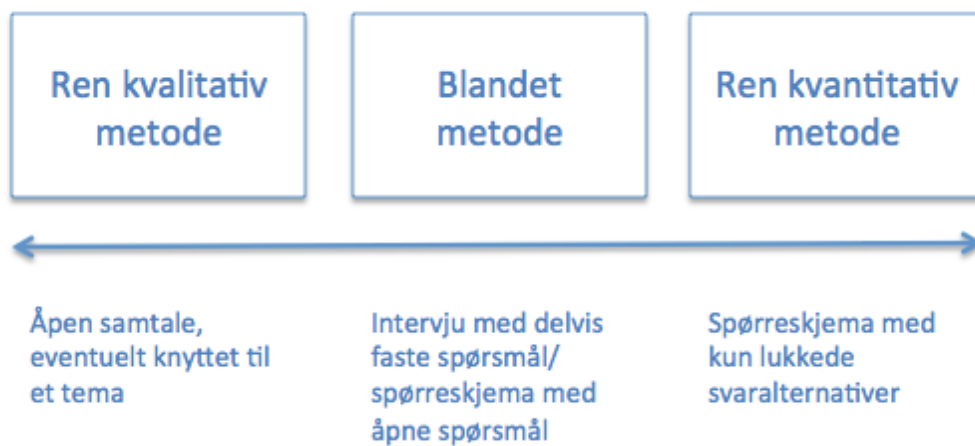 Ren kvalitativ
metode
Blandet
metode
Ren kvantitativ
metode
Åpen samtale,
eventuelt knyttet til
et tema
Intervju med delvis
faste spørsmål/
spørreskjema med
åpne spørsmål
Spørreskjema med
kun lukkede
svaralternativer